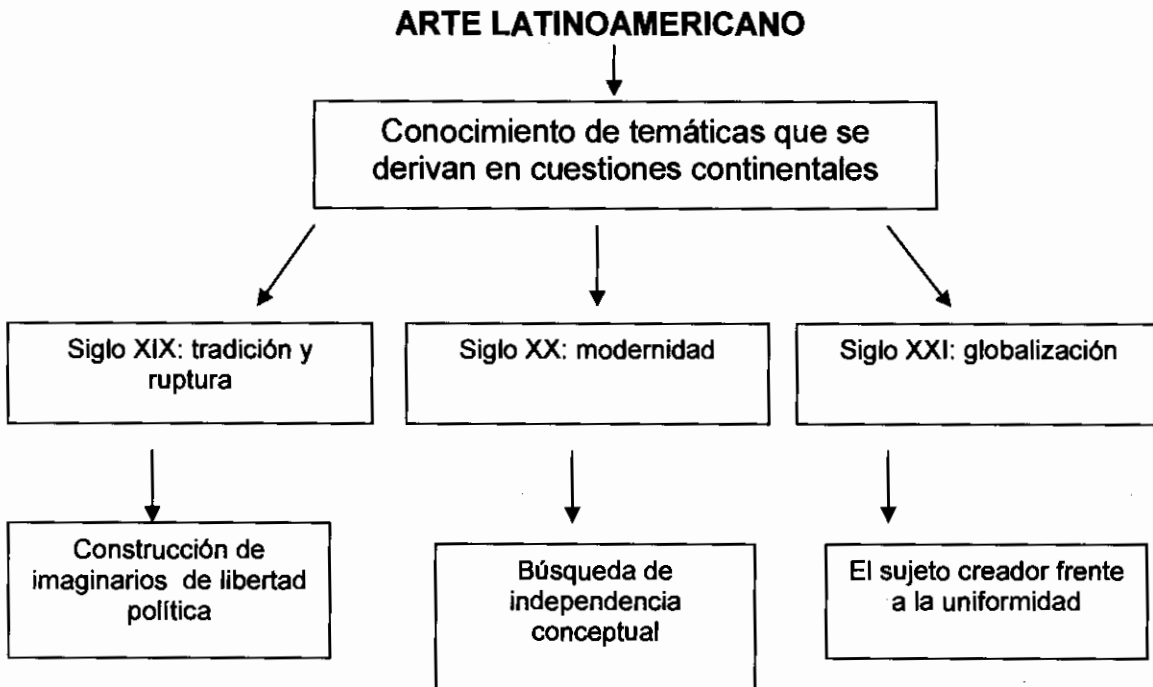 ARTE LATINOAMERICANO
Conocimiento de temáticas que se
derivan en cuestiones continentales
Siglo XIX: tradición y
ruptura
Siglo XX: modernidad
Siglo XXI: globalización
Construcción de
imaginarios de libertad
política
Búsqueda de
independencia
conceptual
El sujeto creador frente
a la uniformidad